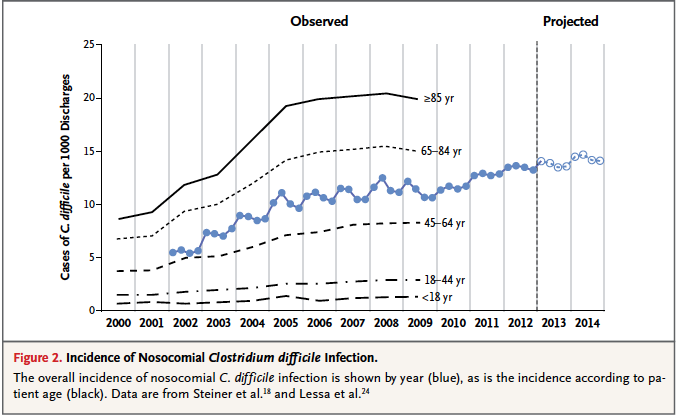 Observed
Projected
Cases of C. difficile per 1000 Discharges
25
20
15
10
5
0
≥85 yr
65–84 yr
45–64 yr
18–44 yr
<18 yr
2000 2001 2002 2003 2004 2005 2006 2007 2008 2009 2010 2011 2012 2013 2014
Figure 2. Incidence of Nosocomial Clostridium difficile Infection.
The overall incidence of nosocomial C. difficile infection is shown by year (blue), as is the incidence according to pa-
tient age (black). Data are from Steiner et al.18 and Lessa et al.24